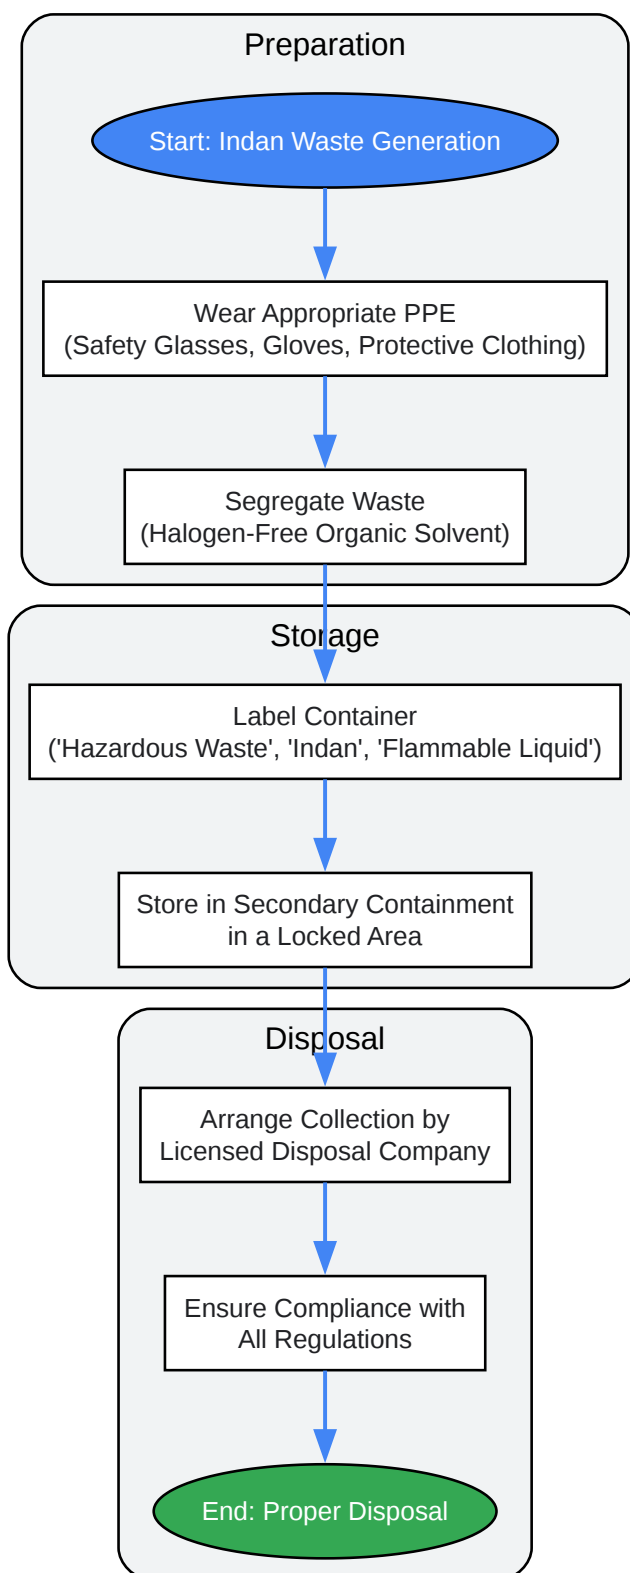 Preparation
Start: Indan Waste Generation
Wear Appropriate PPE
(Safety Glasses, Gloves, Protective Clothing)
Segregate Waste
(Halogen-Free Organic Solvent)
Storage
Label Container
('Hazardous Waste', 'Indan', 'Flammable Liquid')
Store in Secondary Containment
in a Locked Area
Disposal
Arrange Collection by
Licensed Disposal Company
Ensure Compliance with
All Regulations
End: Proper Disposal